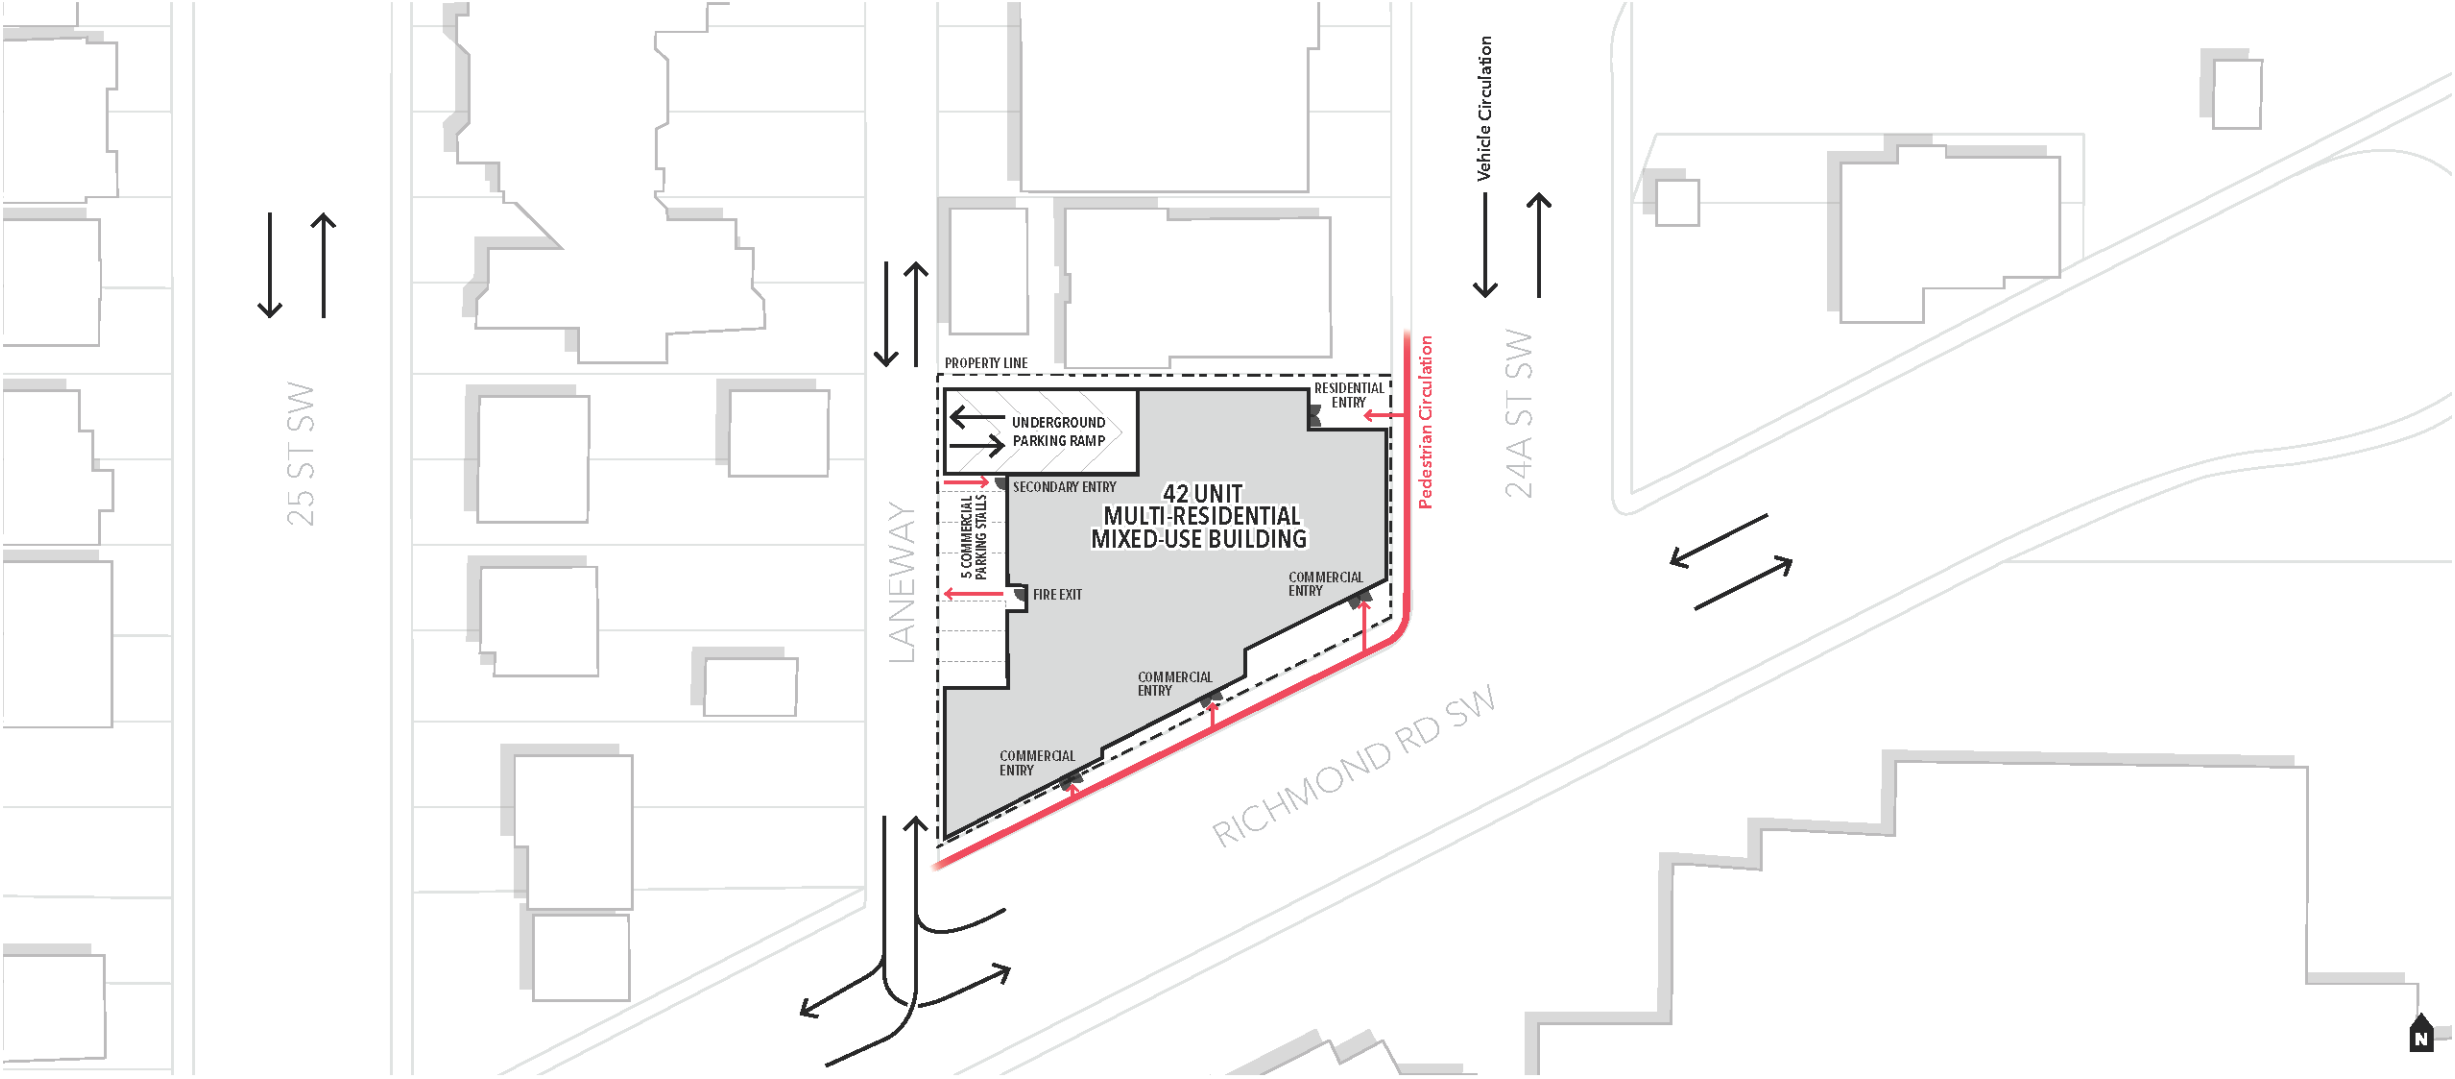 Vehicle Circulation
PROPERTY LINE
RESIDENTIAL
ENTRY
UNDERGROUND
PARKING RAMP
Pedestrian Circulation
25 ST SW
24A ST SW
SECONDARY ENTRY
42 UNIT
MULTI-RESIDENTIAL
MIXED-USE BUILDING
5 COMMERCIAL
PARKING STALLS
LANEWAY
FIRE EXIT
COMMERCIAL
ENTRY
COMMERCIAL
ENTRY
COMMERCIAL
ENTRY
RICHMOND RD SW
N